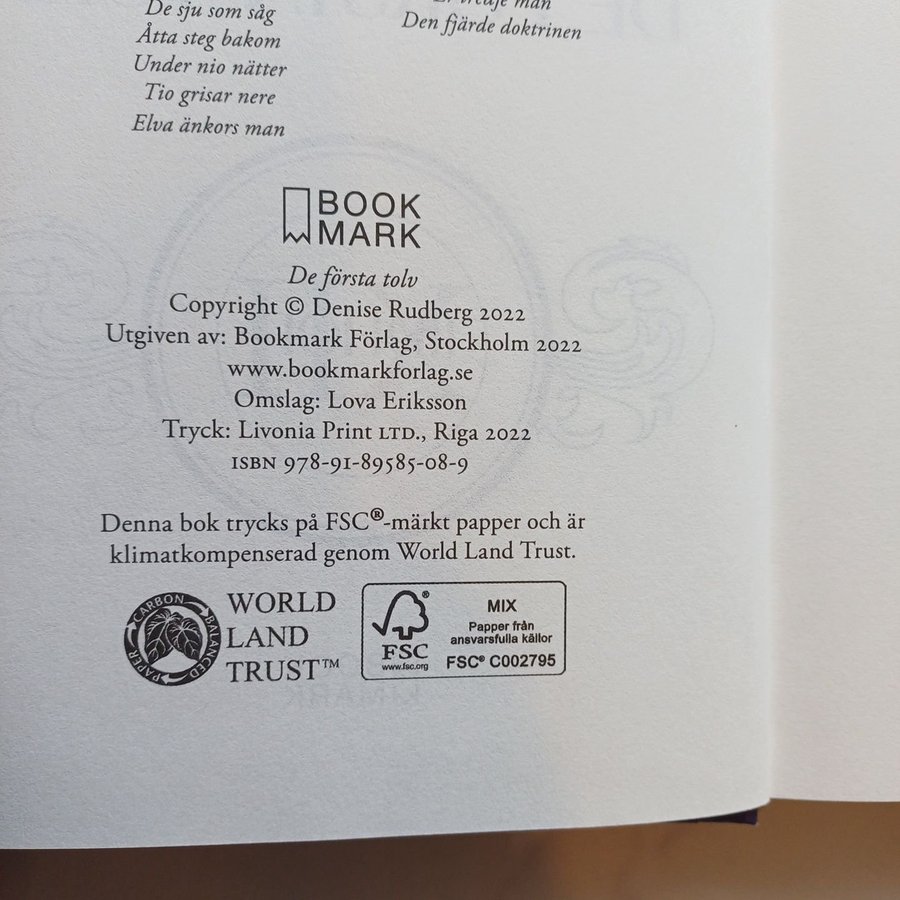 De sju som såg
Åtta steg bakom
Under nio nätter
Tio grisar nere
Elva änkors man
man
Den fjärde doktrinen
BOOK
MARK
De första tolv
Copyright © Denise Rudberg 2022
Utgiven av: Bookmark Förlag, Stockholm 2022
www.bookmarkforlag.se
Omslag: Lova Eriksson
Tryck: Livonia Print LTD., Riga 2022
ISBN 978-91-89585-08-9
Denna bok trycks på FSC®-märkt papper och är
klimatkompenserad genom World Land Trust.
CARBON BALANCED PAPER
WORLD
LAND
TRUST™
®
FSC
www.fsc.org
MIX
Papper från
ansvarsfulla källor
FSC® C002795